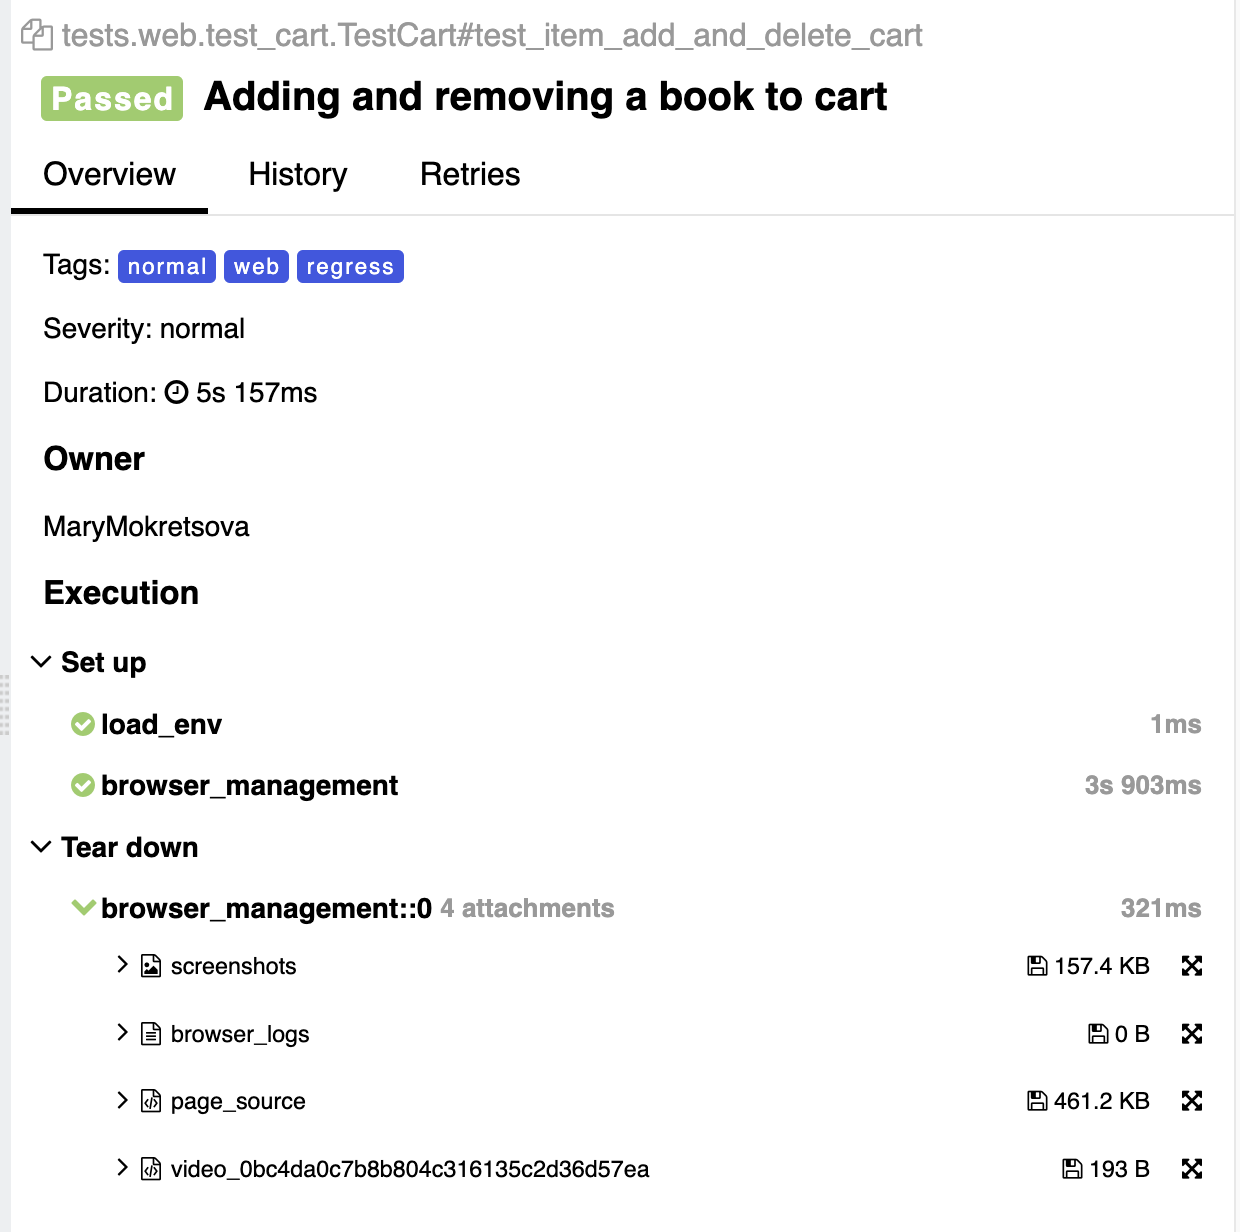 tests.web.test_cart.TestCart#test_item_add_and_delete_cart
Passed Adding and removing a book to cart
Overview History Retries
Tags: normal web regress
Severity: normal
Duration: 5s 157ms
Owner
MaryMokretsova
Execution
Set up
load_env 1ms
browser_management 3s 903ms
Tear down
browser_management::0 4 attachments 321ms
screenshots 157.4 KB
browser_logs 0 B
page_source 461.2 KB
video_0bc4da0c7b8b804c316135c2d36d57ea 193 B